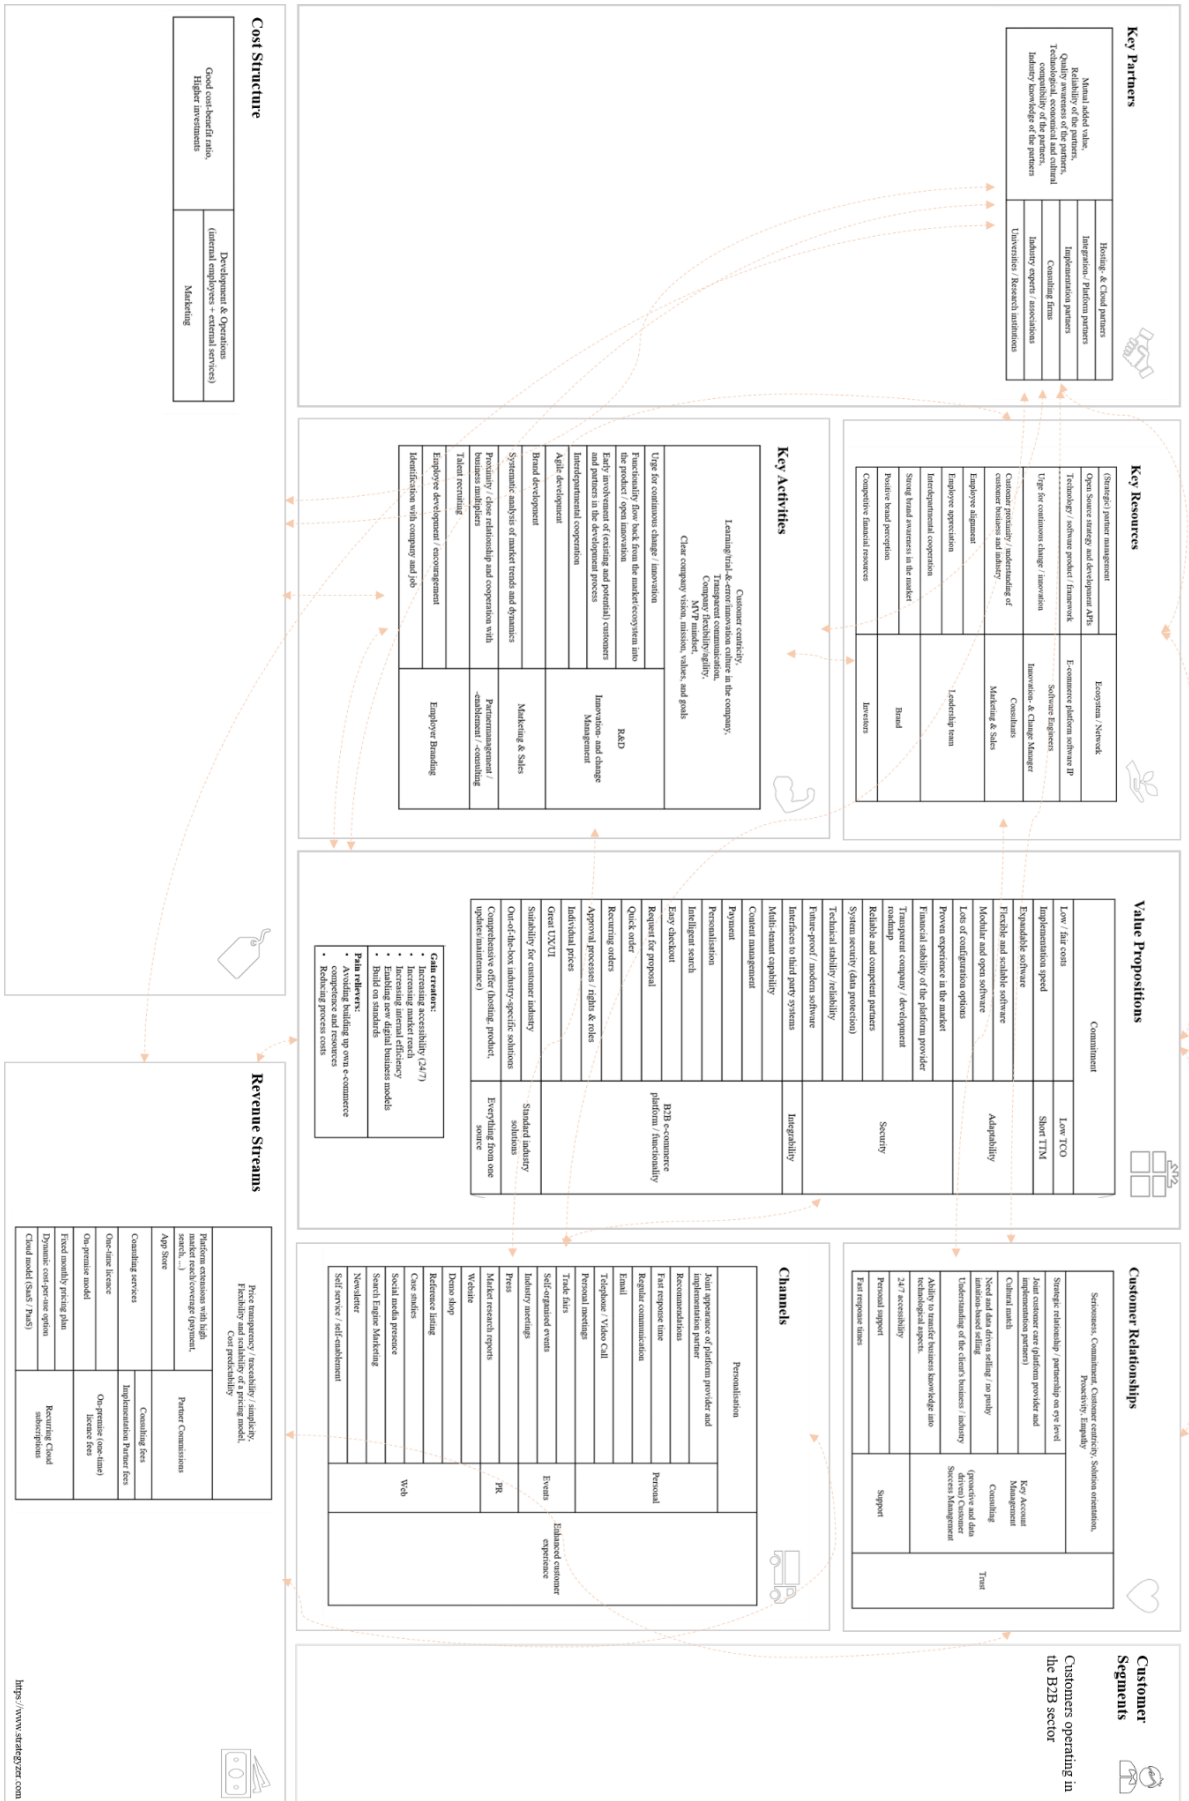 Key Partners
Mutual added value,
Reliability of the partners,
Quality awareness of the partners,
Technological, economical and cultural
compatibility of the partners,
Industry knowledge of the partners
Hosting- & Cloud partners
Integration-/ Platform partners
Implementation partners
Consulting firms
Industry experts / associations
Universities / Research institutions
Key Resources
(Strategic) partner management
Open Source strategy and development APIs
Technology / software product / framework
Urge for continuous change / innovation
Customer proximity / understanding of
customer business and industry
Employee alignment
Employee appreciation
Interdepartmental cooperation
Strong brand awareness in the market
Positive brand perception
Competitive financial resources
Ecosystem / Network
E-commerce platform software IP
Software Engineers
Innovation- & Change Manager
Consultants
Marketing & Sales
Leadership team
Brand
Investors
Key Activities
Customer centricity,
Learning/trial-&-error/innovation culture in the company,
Transparent communication,
Company flexibility/agility,
MVP mindset,
Clear company vision, mission, values, and goals
Urge for continuous change / innovation
Functionality flow back from the market/ecosystem into
the product / open innovation
Early involvement of (existing and potential) customers
and partners in the development process
Interdepartmental cooperation
Agile development
Brand development
Systematic analysis of market trends and dynamics
Proximity / close relationship and cooperation with
business multipliers
Talent recruiting
Employee development / encouragement
Identification with company and job
R&D
Innovation- and change
Management
Marketing & Sales
Partnermanagement /
-enablement / -consulting
Employer Branding
Value Propositions
Commitment
Low / fair costs
Implementation speed
Expandable software
Flexible and scalable software
Modular and open software
Lots of configuration options
Proven experience in the market
Financial stability of the platform provider
Transparent company / development
roadmap
Reliable and competent partners
System security (data protection)
Technical stability /reliability
Future-proof / modern software
Interfaces to third party systems
Multi-tenant capability
Content management
Payment
Personalisation
Intelligent search
Easy checkout
Request for proposal
Quick order
Recurring orders
Approval processes / rights & roles
Individual prices
Great UX/UI
Suitability for customer industry
Out-of-the-box industry-specific solutions
Comprehensive offer (hosting, product,
updates/maintenance)
Low TCO
Short TTM
Adaptability
Security
Integrability
B2B e-commerce
platform / functionality
Standard industry
solutions
Everything from one
source
Gain creators:
• Increasing accessibility (24/7)
• Increasing market reach
• Increasing internal efficiency
• Enabling new digital business models
• Build on standards
Pain relievers:
• Avoiding building up own e-commerce
competence and resources
• Reducing process costs
Customer Relationships
Seriousness, Commitment, Customer centricity, Solution orientation,
Proactivity, Empathy
Strategic relationship / partnership on eye level
Joint customer care (platform provider and
implementation partners)
Cultural match
Need and data driven selling / no pushy
intuition-based selling
Understanding of the client's business / industry
Ability to transfer business knowledge into
technological aspects.
24/7 accessibility
Personal support
Fast response times
Key Account
Management
Consulting
(proactive and data
driven) Customer
Success Management
Support
Trust
Channels
Personalisation
Joint appearance of platform provider and
implementation partner
Recommendations
Fast response time
Regular communication
Email
Telephone / Video Call
Personal meetings
Trade fairs
Self-organised events
Industry meetings
Press
Market research reports
Website
Demo shop
Reference listing
Case studies
Social media presence
Search Engine Marketing
Newsletter
Self service / self-enablement
Personal
Events
PR
Web
Enhanced customer
experience
Customer
Segments
Customers operating in
the B2B sector
Cost Structure
Good cost-benefit ratio,
Higher investments
Development & Operations
(internal employees + external services)
Marketing
Revenue Streams
Price transparency / traceability / simplicity,
Flexibility and scalability of a pricing model,
Cost predictability
Platform extensions with high
market reach/coverage (payment,
search, ...)
App Store
Consulting services
One-time licence
On-premise model
Fixed monthly pricing plan
Dynamic cost-per-use option
Cloud model (SaaS / PaaS)
Partner Commissions
Consulting fees
Implementation Partner fees
On-premise (one-time)
licence fees
Recurring Cloud
subscriptions
https://www.strategyzer.com